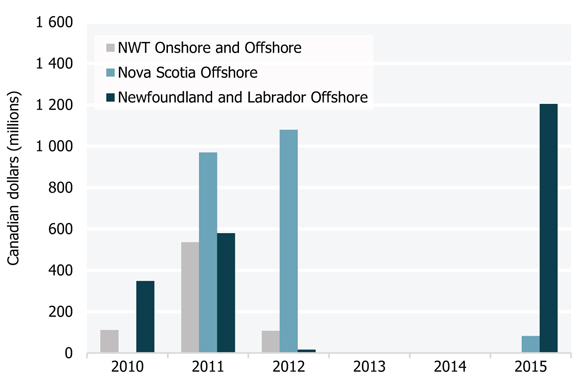 Canadian dollars (millions)
1 600
1 400
1 200
1 000
800
600
400
200
0
NWT Onshore and Offshore
Nova Scotia Offshore
Newfoundland and Labrador Offshore
2010 2011 2012 2013 2014 2015